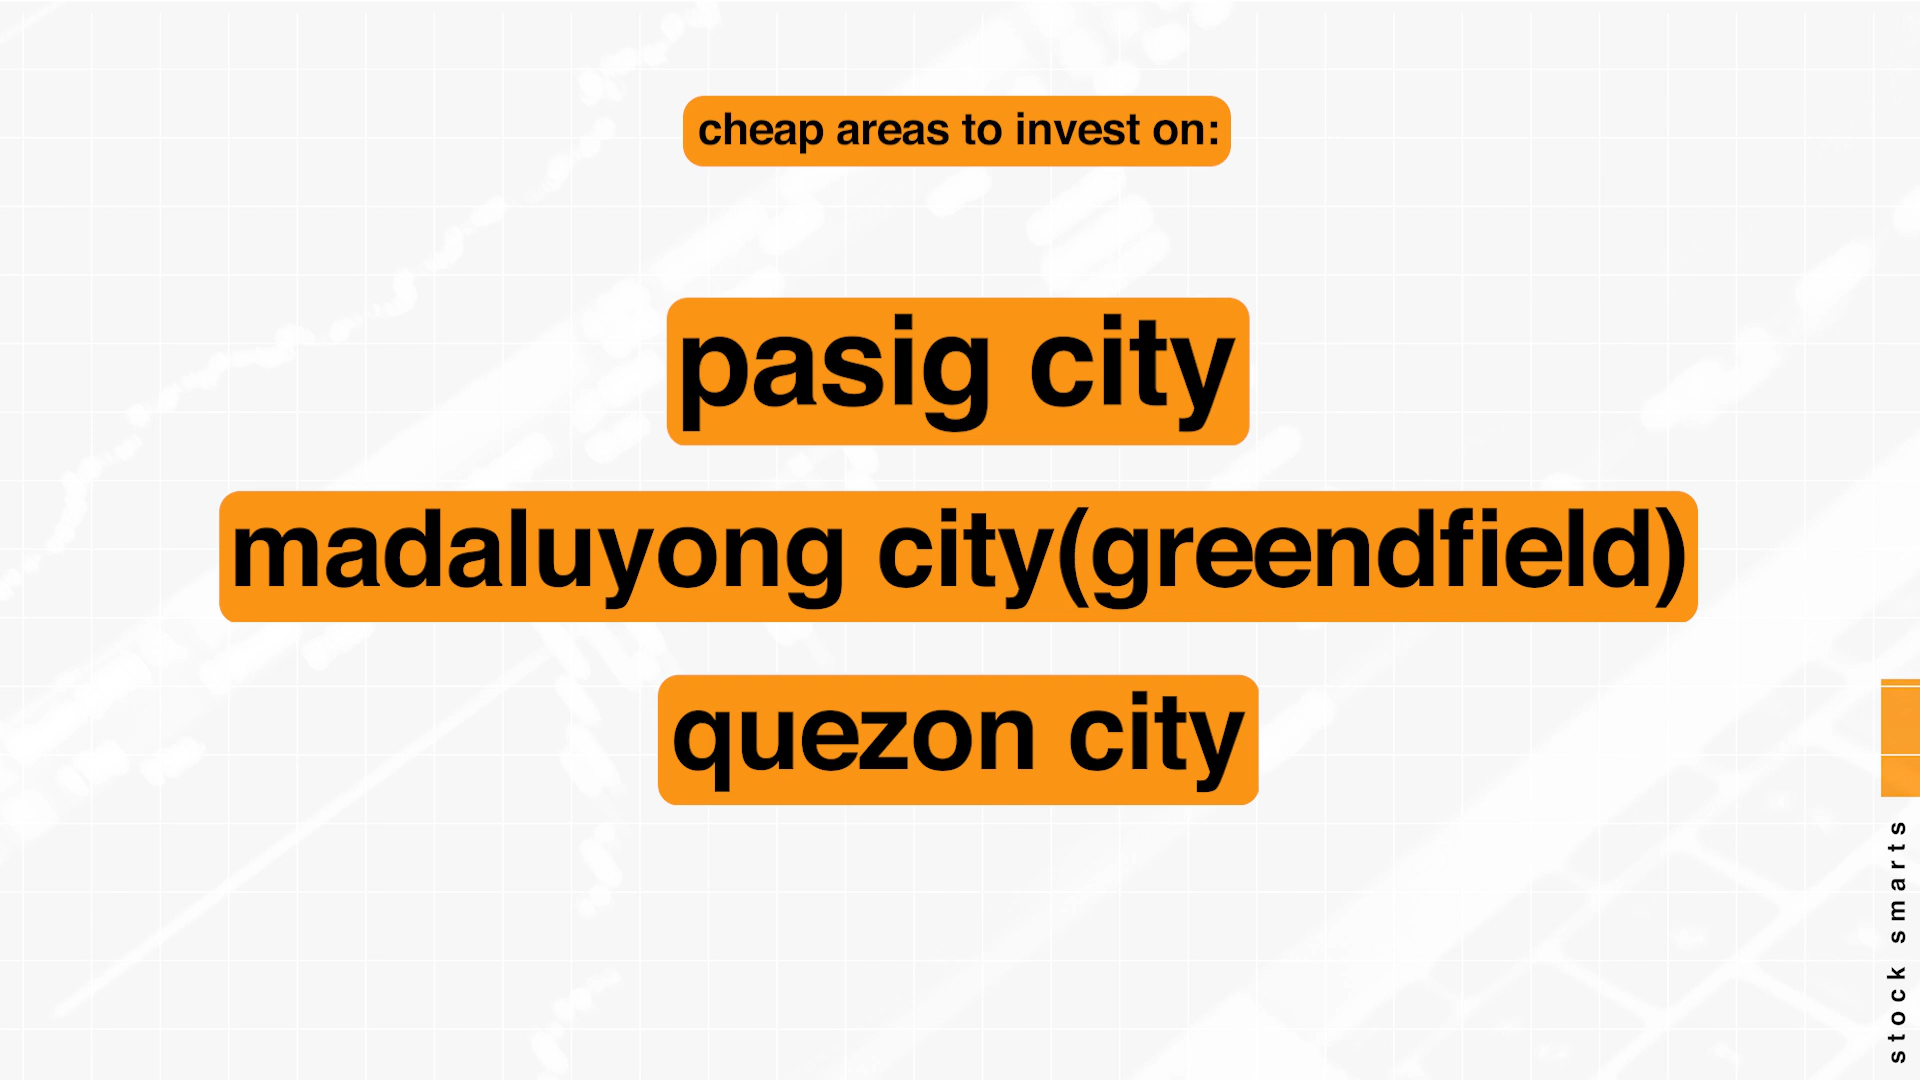 cheap areas to invest on:
pasig city
madaluyong city(greendfield)
quezon city
stock smarts